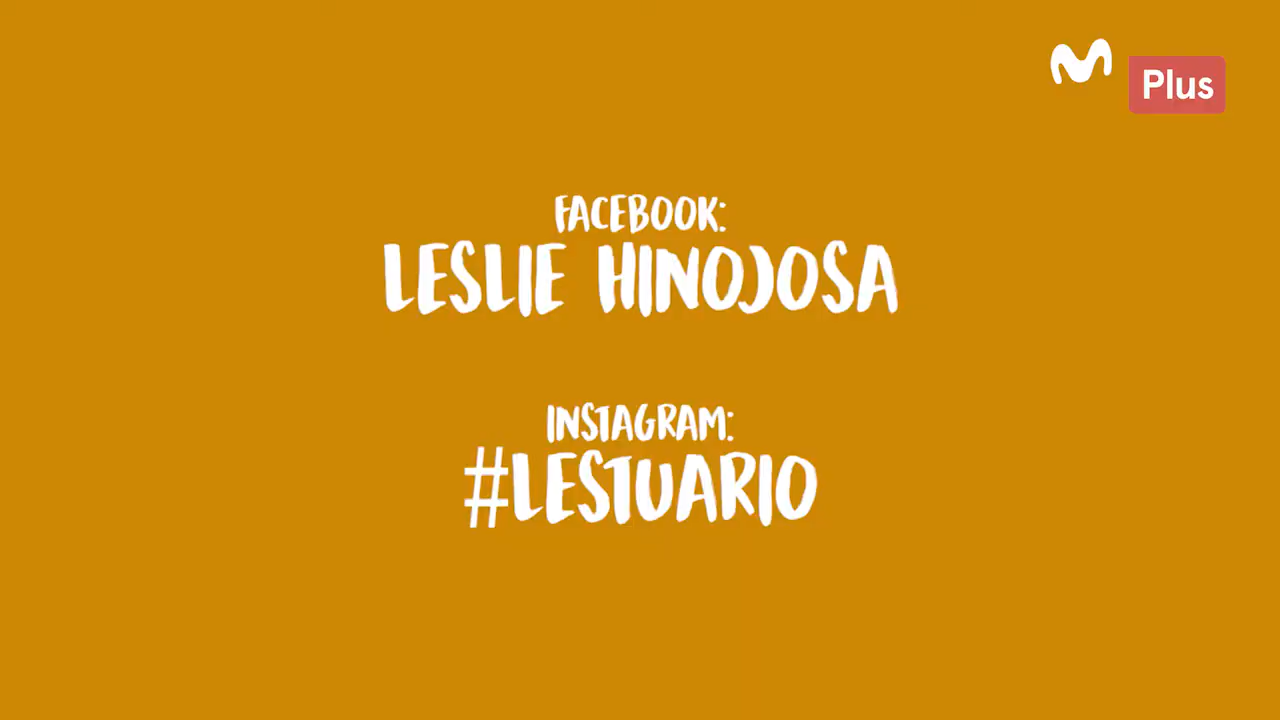 Plus
FACEBOOK:
LESLIE HINOJOSA
INSTAGRAM:
#LESTUARIO